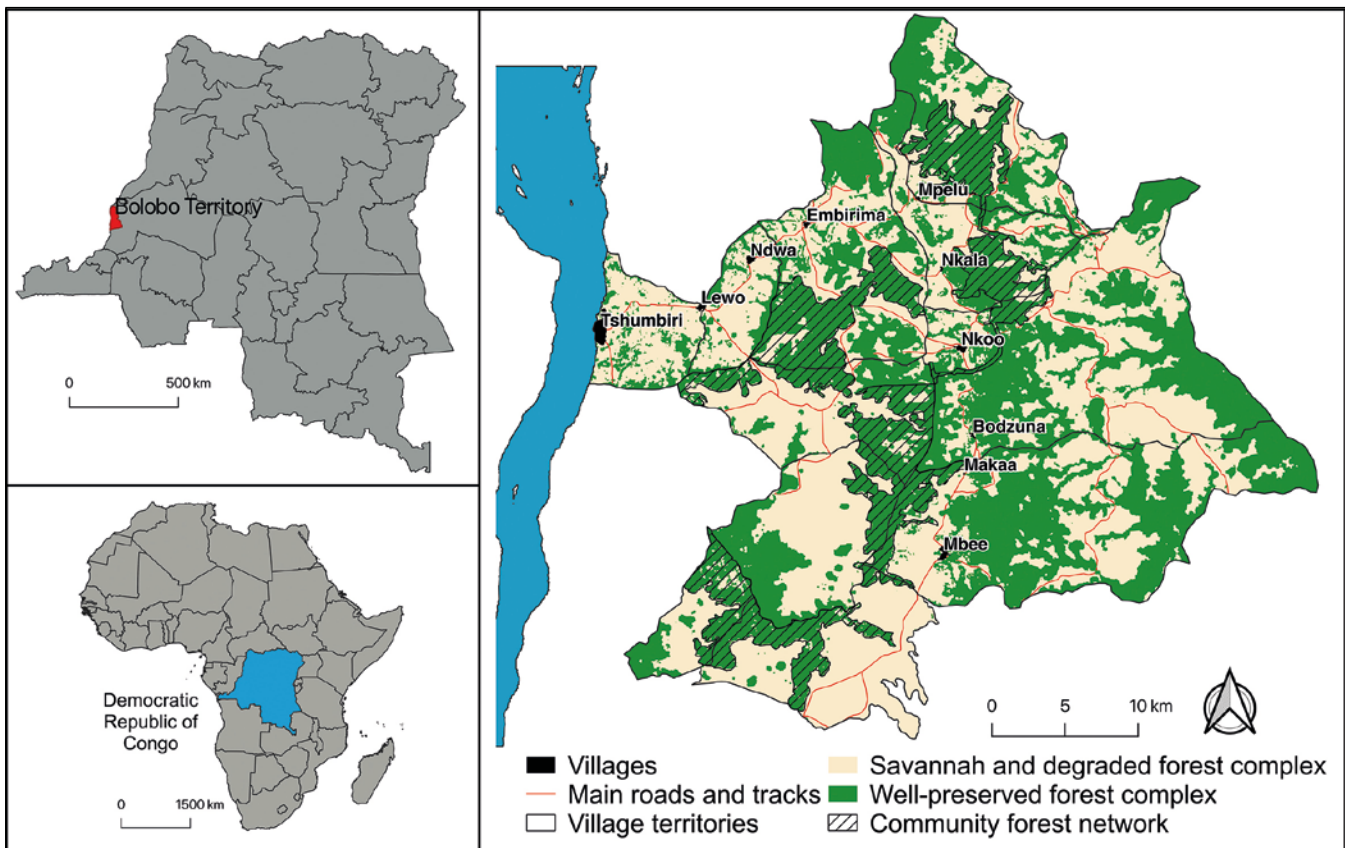 Bolobo Territory
0 500 km
Democratic
Republic of
Congo
0 1500 km
Mpelu
Embirima
Ndwa
Nkala
Lewo
Tshumbiri
Nkoo
Bodzuna
Makaa
Mbee
0 5 10 km
Villages
Main roads and tracks
Village territories
Savannah and degraded forest complex
Well-preserved forest complex
Community forest network